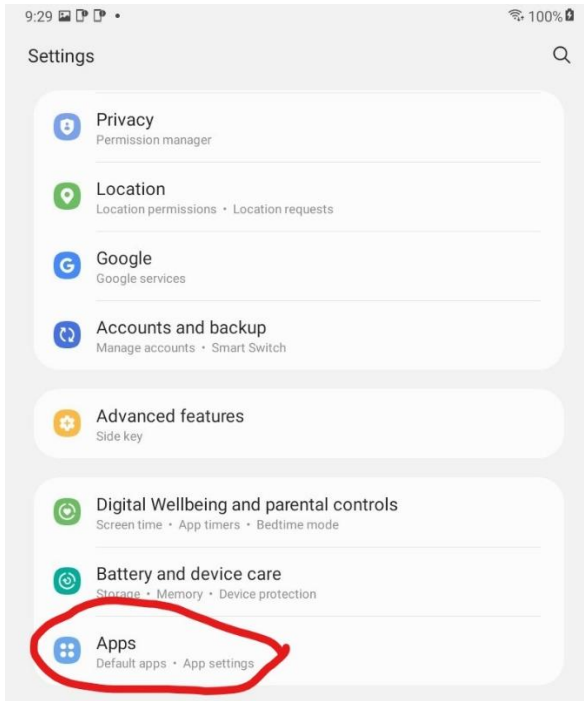 9:29 • 100%
Settings
Privacy
Permission manager
Location
Location permissions • Location requests
Google
Google services
Accounts and backup
Manage accounts • Smart Switch
Advanced features
Side key
Digital Wellbeing and parental controls
Screen time • App timers • Bedtime mode
Battery and device care
Storage • Memory • Device protection
Apps
Default apps • App settings